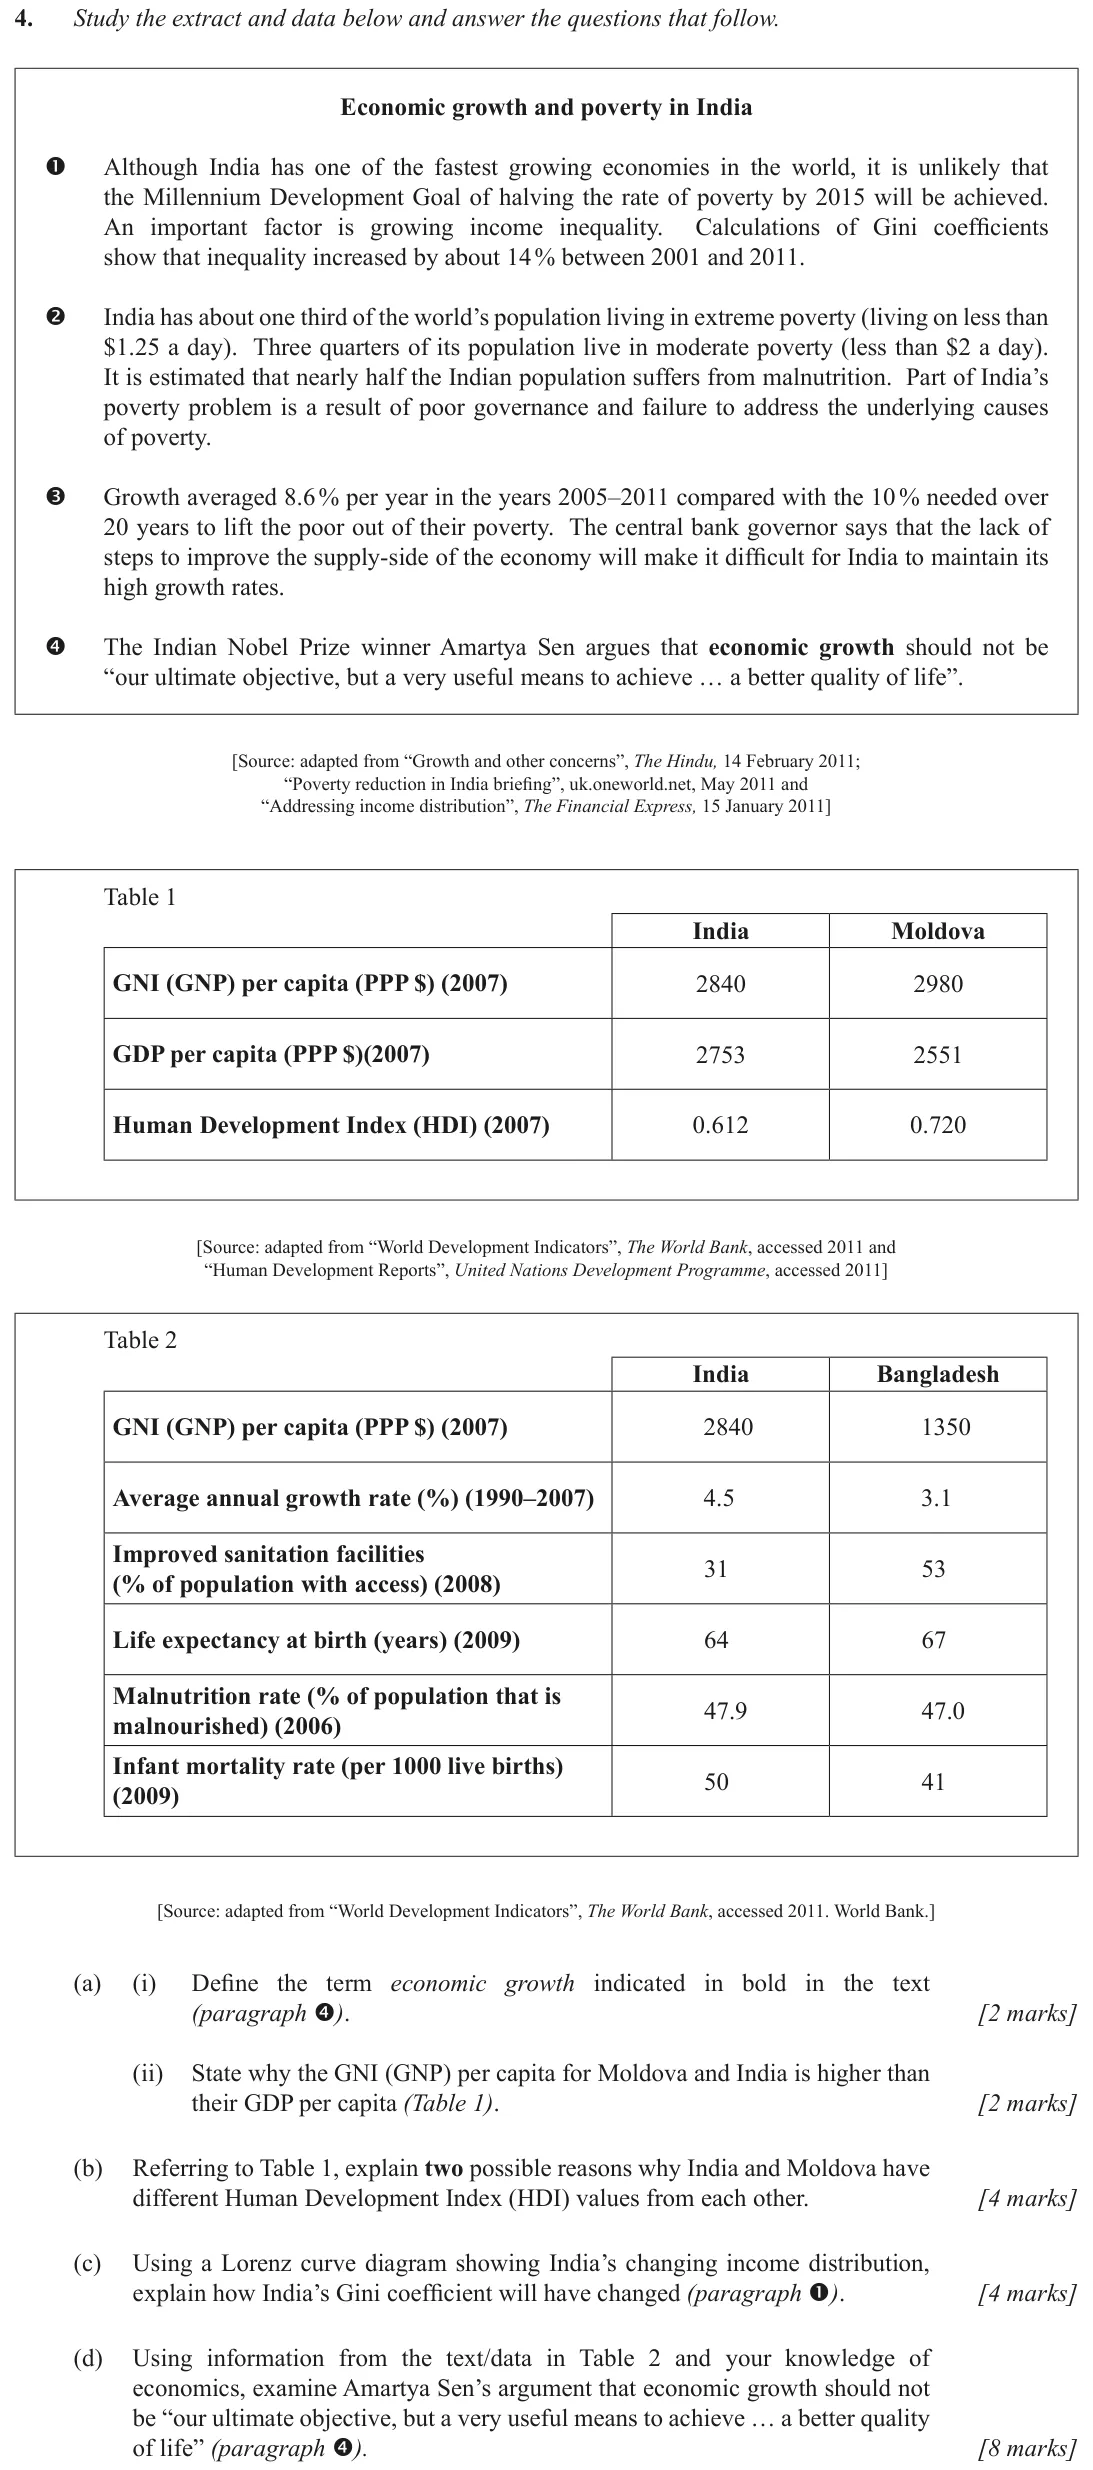 4. Study the extract and data below and answer the questions that follow.
Economic growth and poverty in India
❶ Although India has one of the fastest growing economies in the world, it is unlikely that
the Millennium Development Goal of halving the rate of poverty by 2015 will be achieved.
An important factor is growing income inequality. Calculations of Gini coefficients
show that inequality increased by about 14% between 2001 and 2011.
❷ India has about one third of the world's population living in extreme poverty (living on less than
$1.25 a day). Three quarters of its population live in moderate poverty (less than $2 a day).
It is estimated that nearly half the Indian population suffers from malnutrition. Part of India's
poverty problem is a result of poor governance and failure to address the underlying causes
of poverty.
❸ Growth averaged 8.6% per year in the years 2005–2011 compared with the 10% needed over
20 years to lift the poor out of their poverty. The central bank governor says that the lack of
steps to improve the supply-side of the economy will make it difficult for India to maintain its
high growth rates.
❹ The Indian Nobel Prize winner Amartya Sen argues that economic growth should not be
“our ultimate objective, but a very useful means to achieve … a better quality of life”.
[Source: adapted from “Growth and other concerns”, The Hindu, 14 February 2011;
“Poverty reduction in India briefing”, uk.oneworld.net, May 2011 and
“Addressing income distribution”, The Financial Express, 15 January 2011]
Table 1
India Moldova
GNI (GNP) per capita (PPP $) (2007) 2840 2980
GDP per capita (PPP $)(2007) 2753 2551
Human Development Index (HDI) (2007) 0.612 0.720
[Source: adapted from “World Development Indicators”, The World Bank, accessed 2011 and
“Human Development Reports”, United Nations Development Programme, accessed 2011]
Table 2
India Bangladesh
GNI (GNP) per capita (PPP $) (2007) 2840 1350
Average annual growth rate (%) (1990–2007) 4.5 3.1
Improved sanitation facilities
(% of population with access) (2008) 31 53
Life expectancy at birth (years) (2009) 64 67
Malnutrition rate (% of population that is
malnourished) (2006) 47.9 47.0
Infant mortality rate (per 1000 live births)
(2009) 50 41
[Source: adapted from “World Development Indicators”, The World Bank, accessed 2011. World Bank.]
(a) (i) Define the term economic growth indicated in bold in the text
(paragraph ❹). [2 marks]
(ii) State why the GNI (GNP) per capita for Moldova and India is higher than
their GDP per capita (Table 1). [2 marks]
(b) Referring to Table 1, explain two possible reasons why India and Moldova have
different Human Development Index (HDI) values from each other. [4 marks]
(c) Using a Lorenz curve diagram showing India's changing income distribution,
explain how India's Gini coefficient will have changed (paragraph ❶). [4 marks]
(d) Using information from the text/data in Table 2 and your knowledge of
economics, examine Amartya Sen's argument that economic growth should not
be “our ultimate objective, but a very useful means to achieve … a better quality
of life” (paragraph ❹). [8 marks]